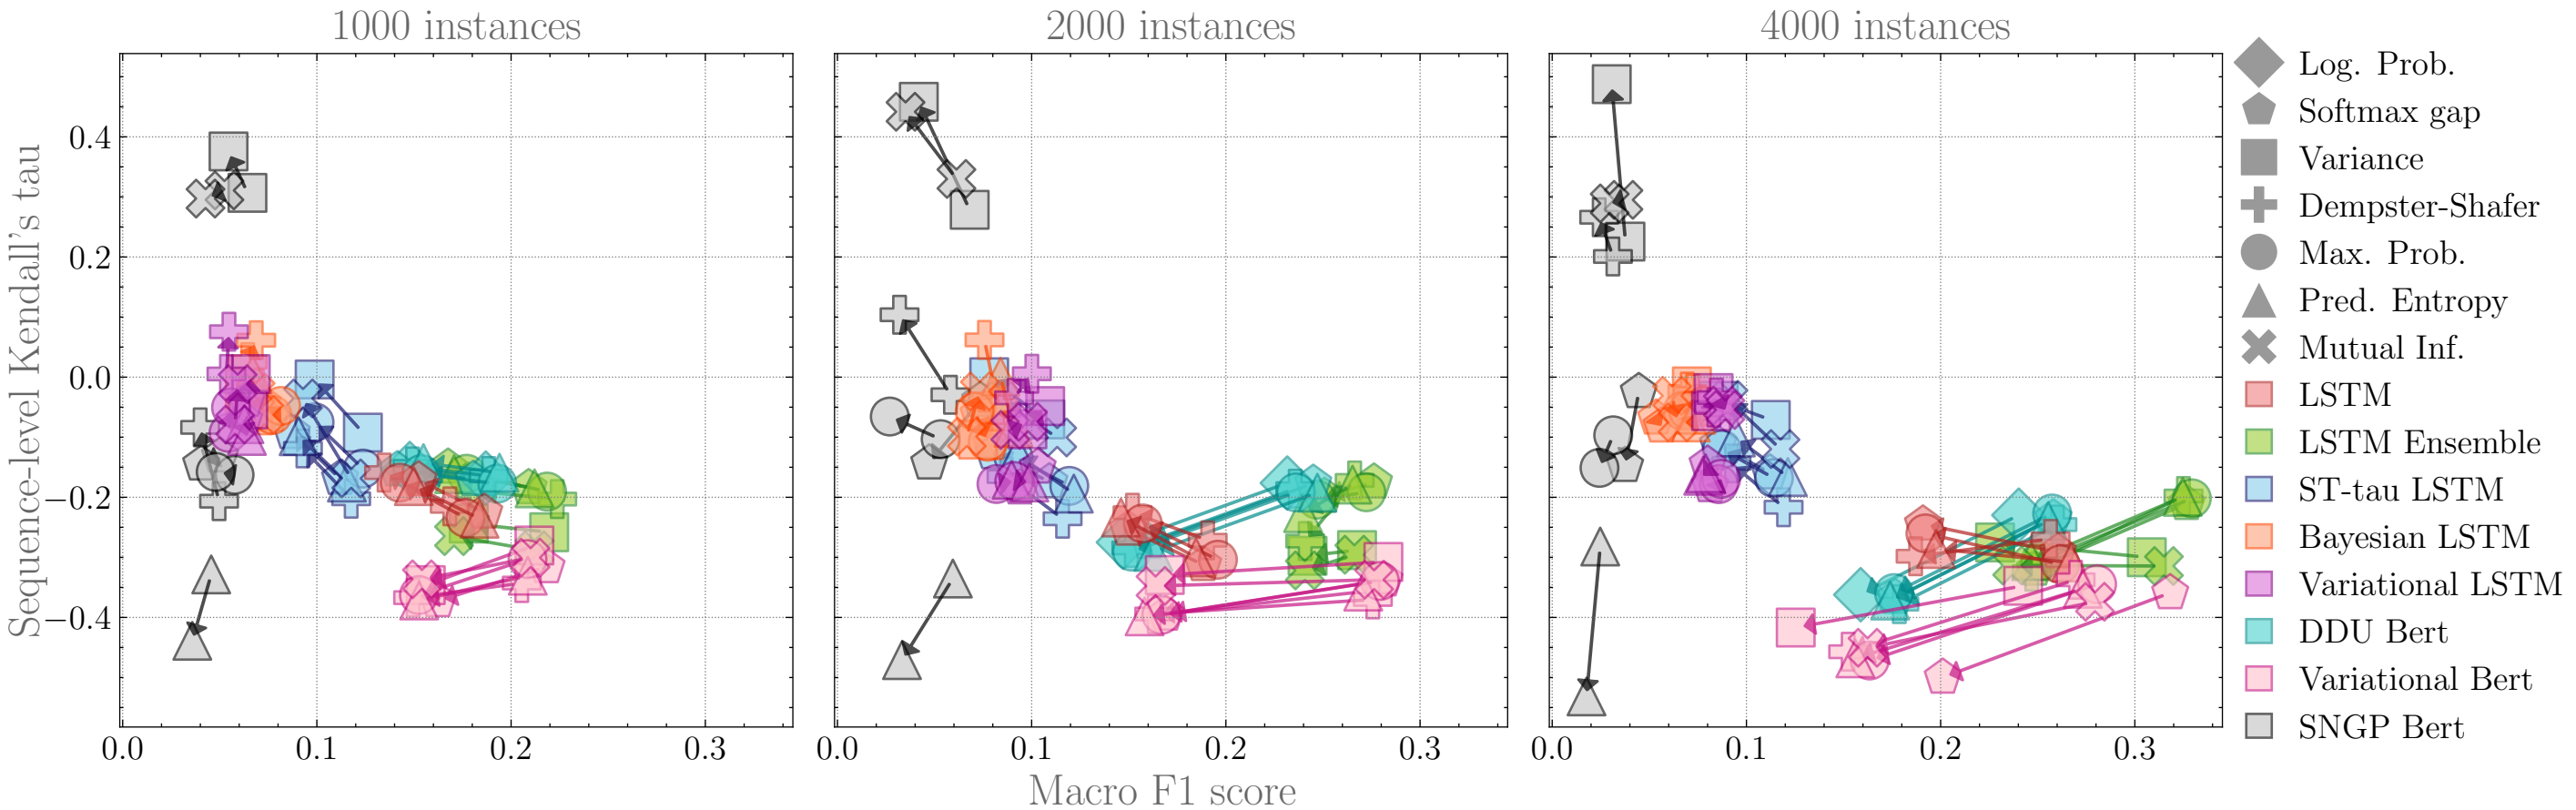 1000 instances
2000 instances
4000 instances
Sequence-level Kendall's tau
0.4
0.2
0.0
−0.2
−0.4
0.0 0.1 0.2 0.3
0.0 0.1 0.2 0.3
0.0 0.1 0.2 0.3
Macro F1 score
Log. Prob.
Softmax gap
Variance
Dempster-Shafer
Max. Prob.
Pred. Entropy
Mutual Inf.
LSTM
LSTM Ensemble
ST-tau LSTM
Bayesian LSTM
Variational LSTM
DDU Bert
Variational Bert
SNGP Bert